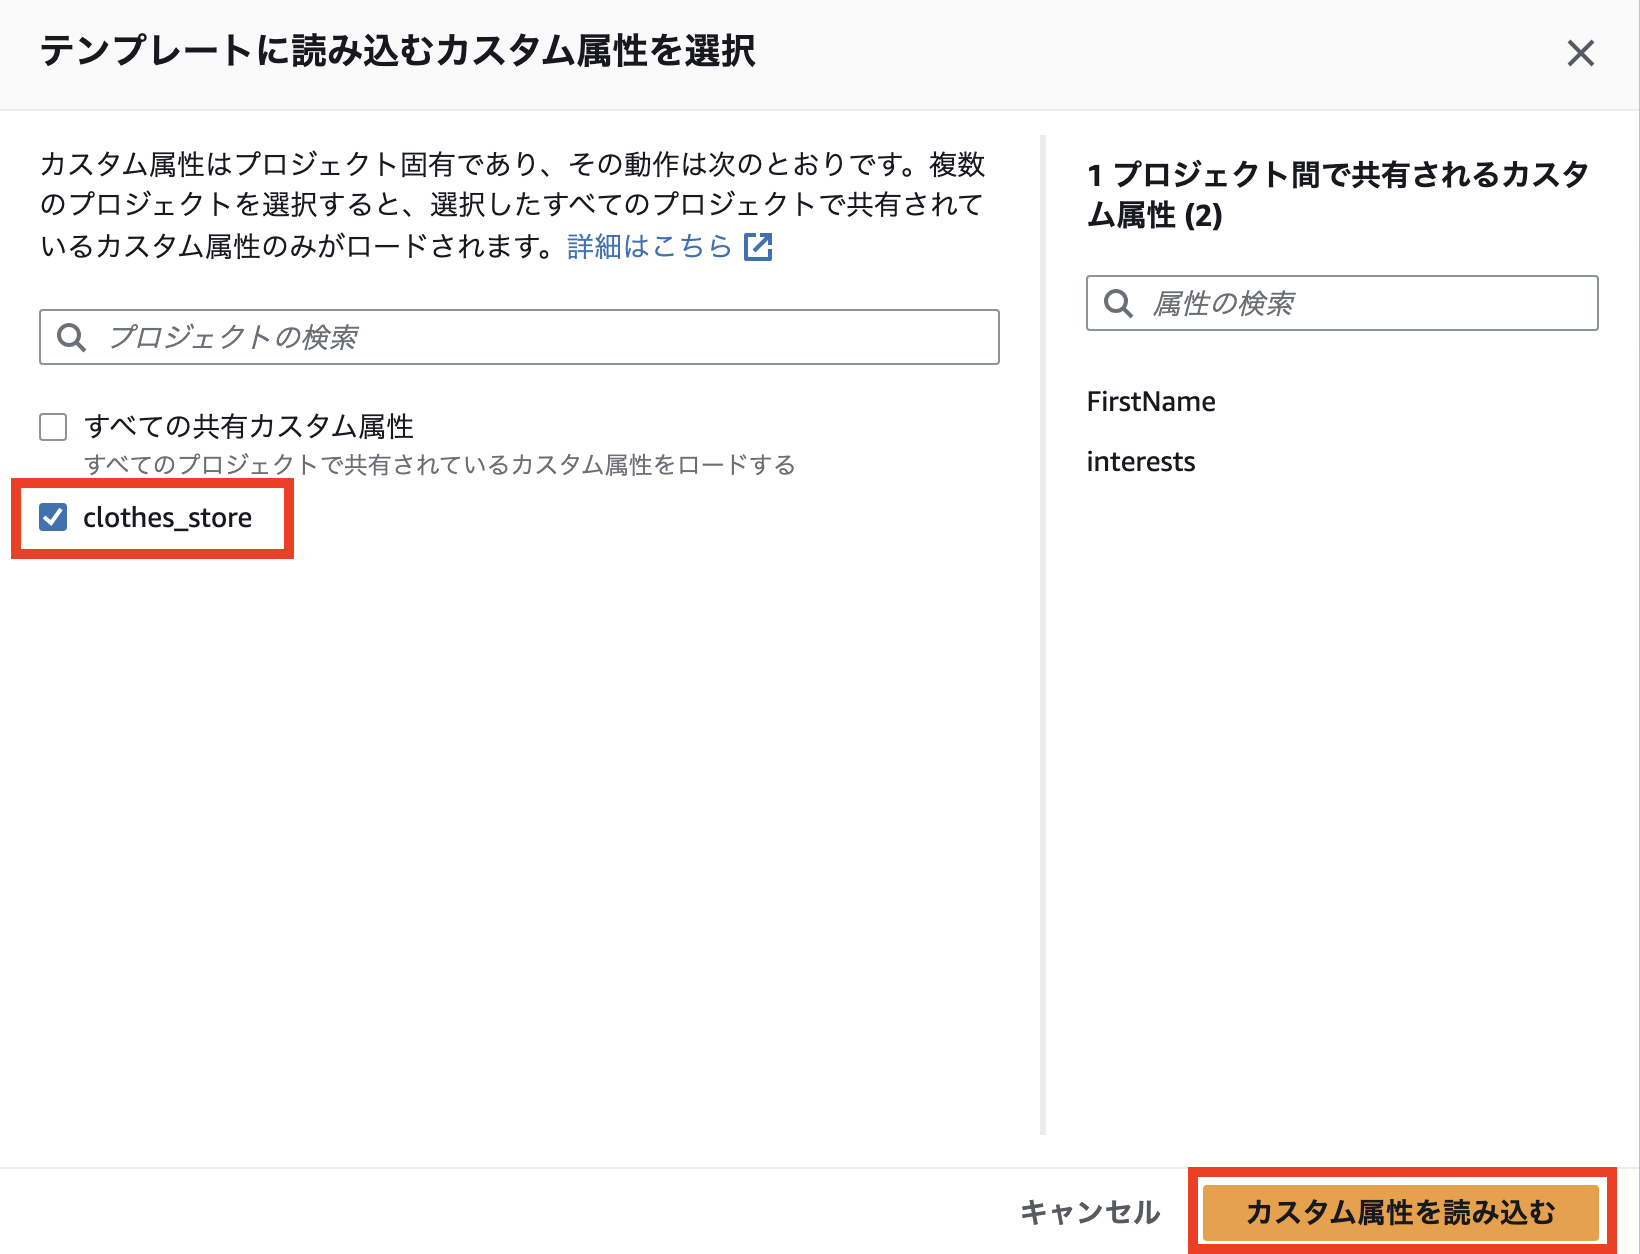 テンプレートに読み込むカスタム属性を選択
カスタム属性はプロジェクト固有であり、その動作は次のとおりです。複数
のプロジェクトを選択すると、選択したすべてのプロジェクトで共有されて
いるカスタム属性のみがロードされます。詳細はこちら
プロジェクトの検索
すべての共有カスタム属性
すべてのプロジェクトで共有されているカスタム属性をロードする
clothes_store
1 プロジェクト間で共有されるカスタ
ム属性 (2)
属性の検索
FirstName
interests
キャンセル
カスタム属性を読み込む